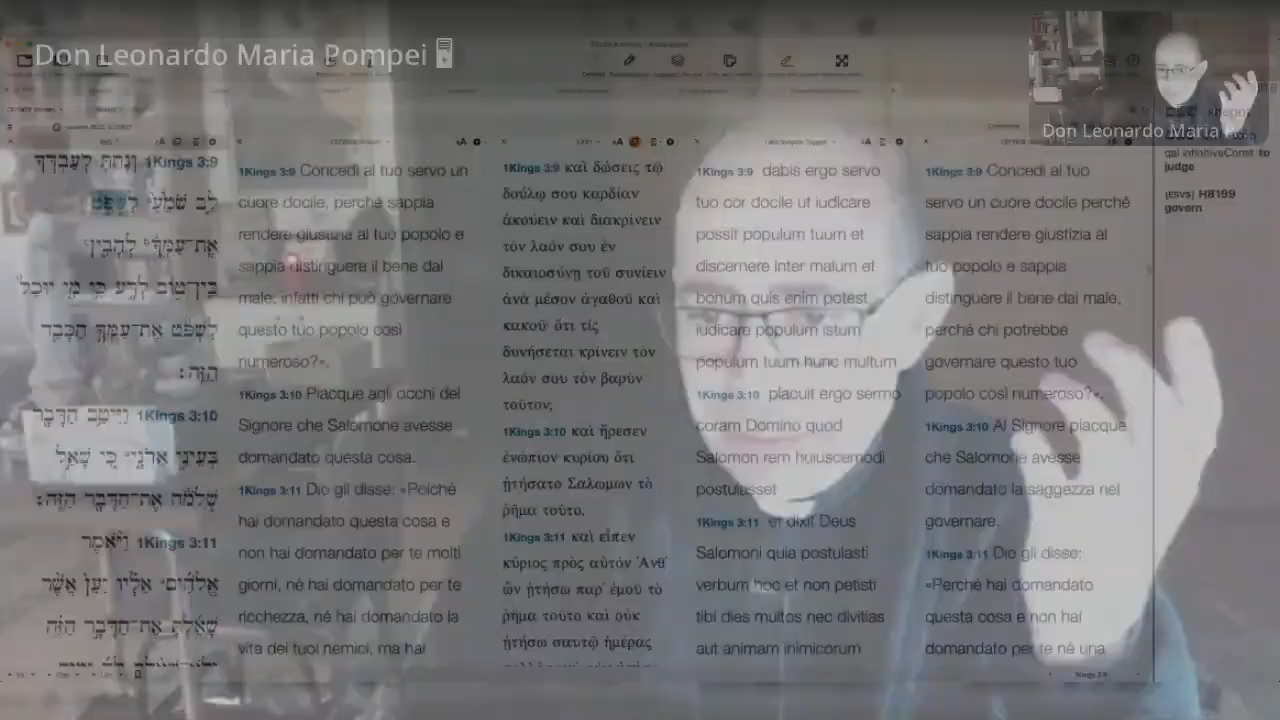 Don Leonardo Maria Pompei
Don Leonardo Maria
1Kings 3:9 וְנָתַתָּ לְעַבְדְּךָ
לֵב שֹׁמֵעַ לִשְׁפֹּט
אֶת־עַמְּךָ לְהָבִין
בֵּין־טוֹב לְרָע כִּי מִי יוּכַל
לִשְׁפֹּט אֶת־עַמְּךָ הַכָּבֵד
הַזֶּה׃
1Kings 3:10 וַיִּיטַב הַדָּבָר
בְּעֵינֵי אֲדֹנָי כִּי שָׁאַל
שְׁלֹמֹה אֶת־הַדָּבָר הַזֶּה׃
1Kings 3:11 וַיֹּאמֶר
אֱלֹהִים אֵלָיו יַעַן אֲשֶׁר
שָׁאַלְתָּ אֶת־הַדָּבָר הַזֶּה
1Kings 3:9 Concedi al tuo servo un
cuore docile, perché sappia
rendere giustizia al tuo popolo e
sappia distinguere il bene dal
male; infatti chi può governare
questo tuo popolo così
numeroso?».
1Kings 3:10 Piacque agli occhi del
Signore che Salomone avesse
domandato questa cosa.
1Kings 3:11 Dio gli disse: «Poiché
hai domandato questa cosa e
non hai domandato per te molti
giorni, né hai domandato per te
ricchezza, né hai domandato la
vita dei tuoi nemici, ma hai
1Kings 3:9 καὶ δώσεις τῷ
δούλῳ σου καρδίαν
ἀκούειν καὶ διακρίνειν
τὸν λαόν σου ἐν
δικαιοσύνῃ τοῦ συνίειν
ἀνὰ μέσον ἀγαθοῦ καὶ
κακοῦ· ὅτι τίς
δυνήσεται κρίνειν τὸν
λαόν σου τὸν βαρὺν
τοῦτον;
1Kings 3:10 καὶ ἤρεσεν
ἐνώπιον κυρίου ὅτι
ᾐτήσατο Σαλωμων τὸ
ῥῆμα τοῦτο,
1Kings 3:11 καὶ εἶπεν
κύριος πρὸς αὐτόν Ἀνθ᾽
ὧν ᾐτήσω παρ᾽ ἐμοῦ τὸ
ῥῆμα τοῦτο καὶ οὐκ
ᾐτήσω σαυτῷ ἡμέρας
1Kings 3:9 dabis ergo servo
tuo cor docile ut iudicare
possit populum tuum et
discernere inter malum et
bonum quis enim potest
iudicare populum istum
populum tuum hunc multum
1Kings 3:10 placuit ergo sermo
coram Domino quod
Salomon rem huiuscemodi
postulasset
1Kings 3:11 et dixit Deus
Salomoni quia postulasti
verbum hoc et non petisti
tibi dies multos nec divitias
aut animam inimicorum
1Kings 3:9 Concedi al tuo
servo un cuore docile perché
sappia rendere giustizia al
tuo popolo e sappia
distinguere il bene dal male,
perché chi potrebbe
governare questo tuo
popolo così numeroso?».
1Kings 3:10 Al Signore piacque
che Salomone avesse
domandato la saggezza nel
governare.
1Kings 3:11 Dio gli disse:
«Perché hai domandato
questa cosa e non hai
domandato per te né una
qal infinitiveConst to
judge
(ESVS) H8199
govern
1Kings 3:9